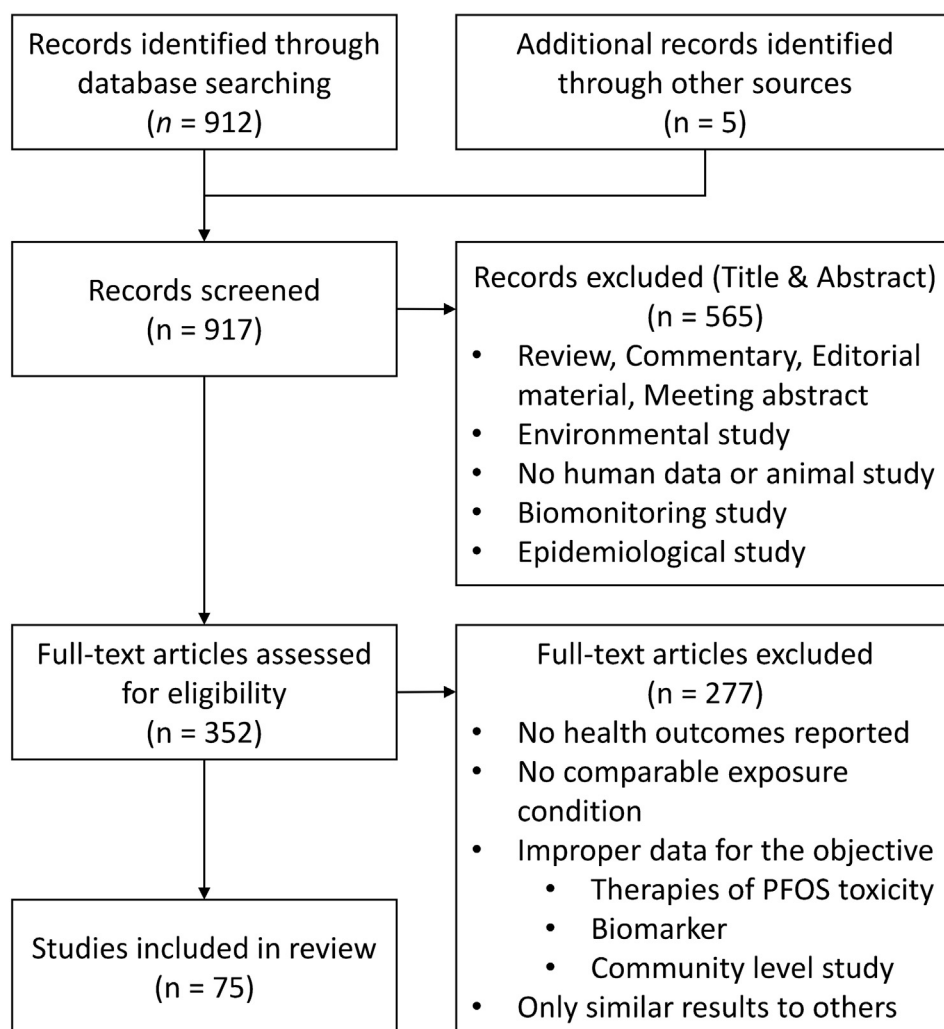 Records identified through
database searching
(n = 912)
Additional records identified
through other sources
(n = 5)
Records screened
(n = 917)
Records excluded (Title & Abstract)
(n = 565)
• Review, Commentary, Editorial
material, Meeting abstract
• Environmental study
• No human data or animal study
• Biomonitoring study
• Epidemiological study
Full-text articles assessed
for eligibility
(n = 352)
Full-text articles excluded
(n = 277)
• No health outcomes reported
• No comparable exposure
condition
• Improper data for the objective
• Therapies of PFOS toxicity
• Biomarker
• Community level study
• Only similar results to others
Studies included in review
(n = 75)